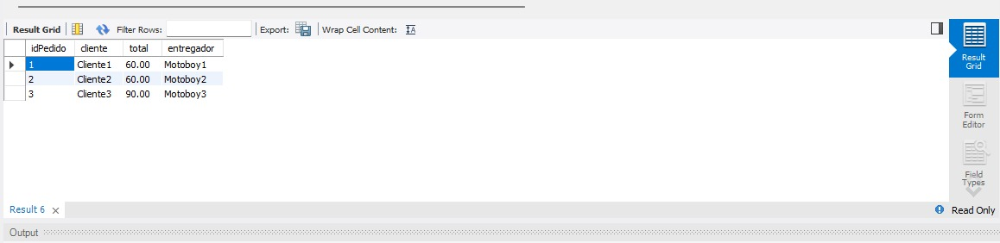 Result Grid Filter Rows: Export: Wrap Cell Content:
idPedido cliente total entregador
1 Cliente1 60.00 Motoboy1
2 Cliente2 60.00 Motoboy2
3 Cliente3 90.00 Motoboy3
Result
Grid
Form
Editor
Field
Types
Result 6
Read Only
Output